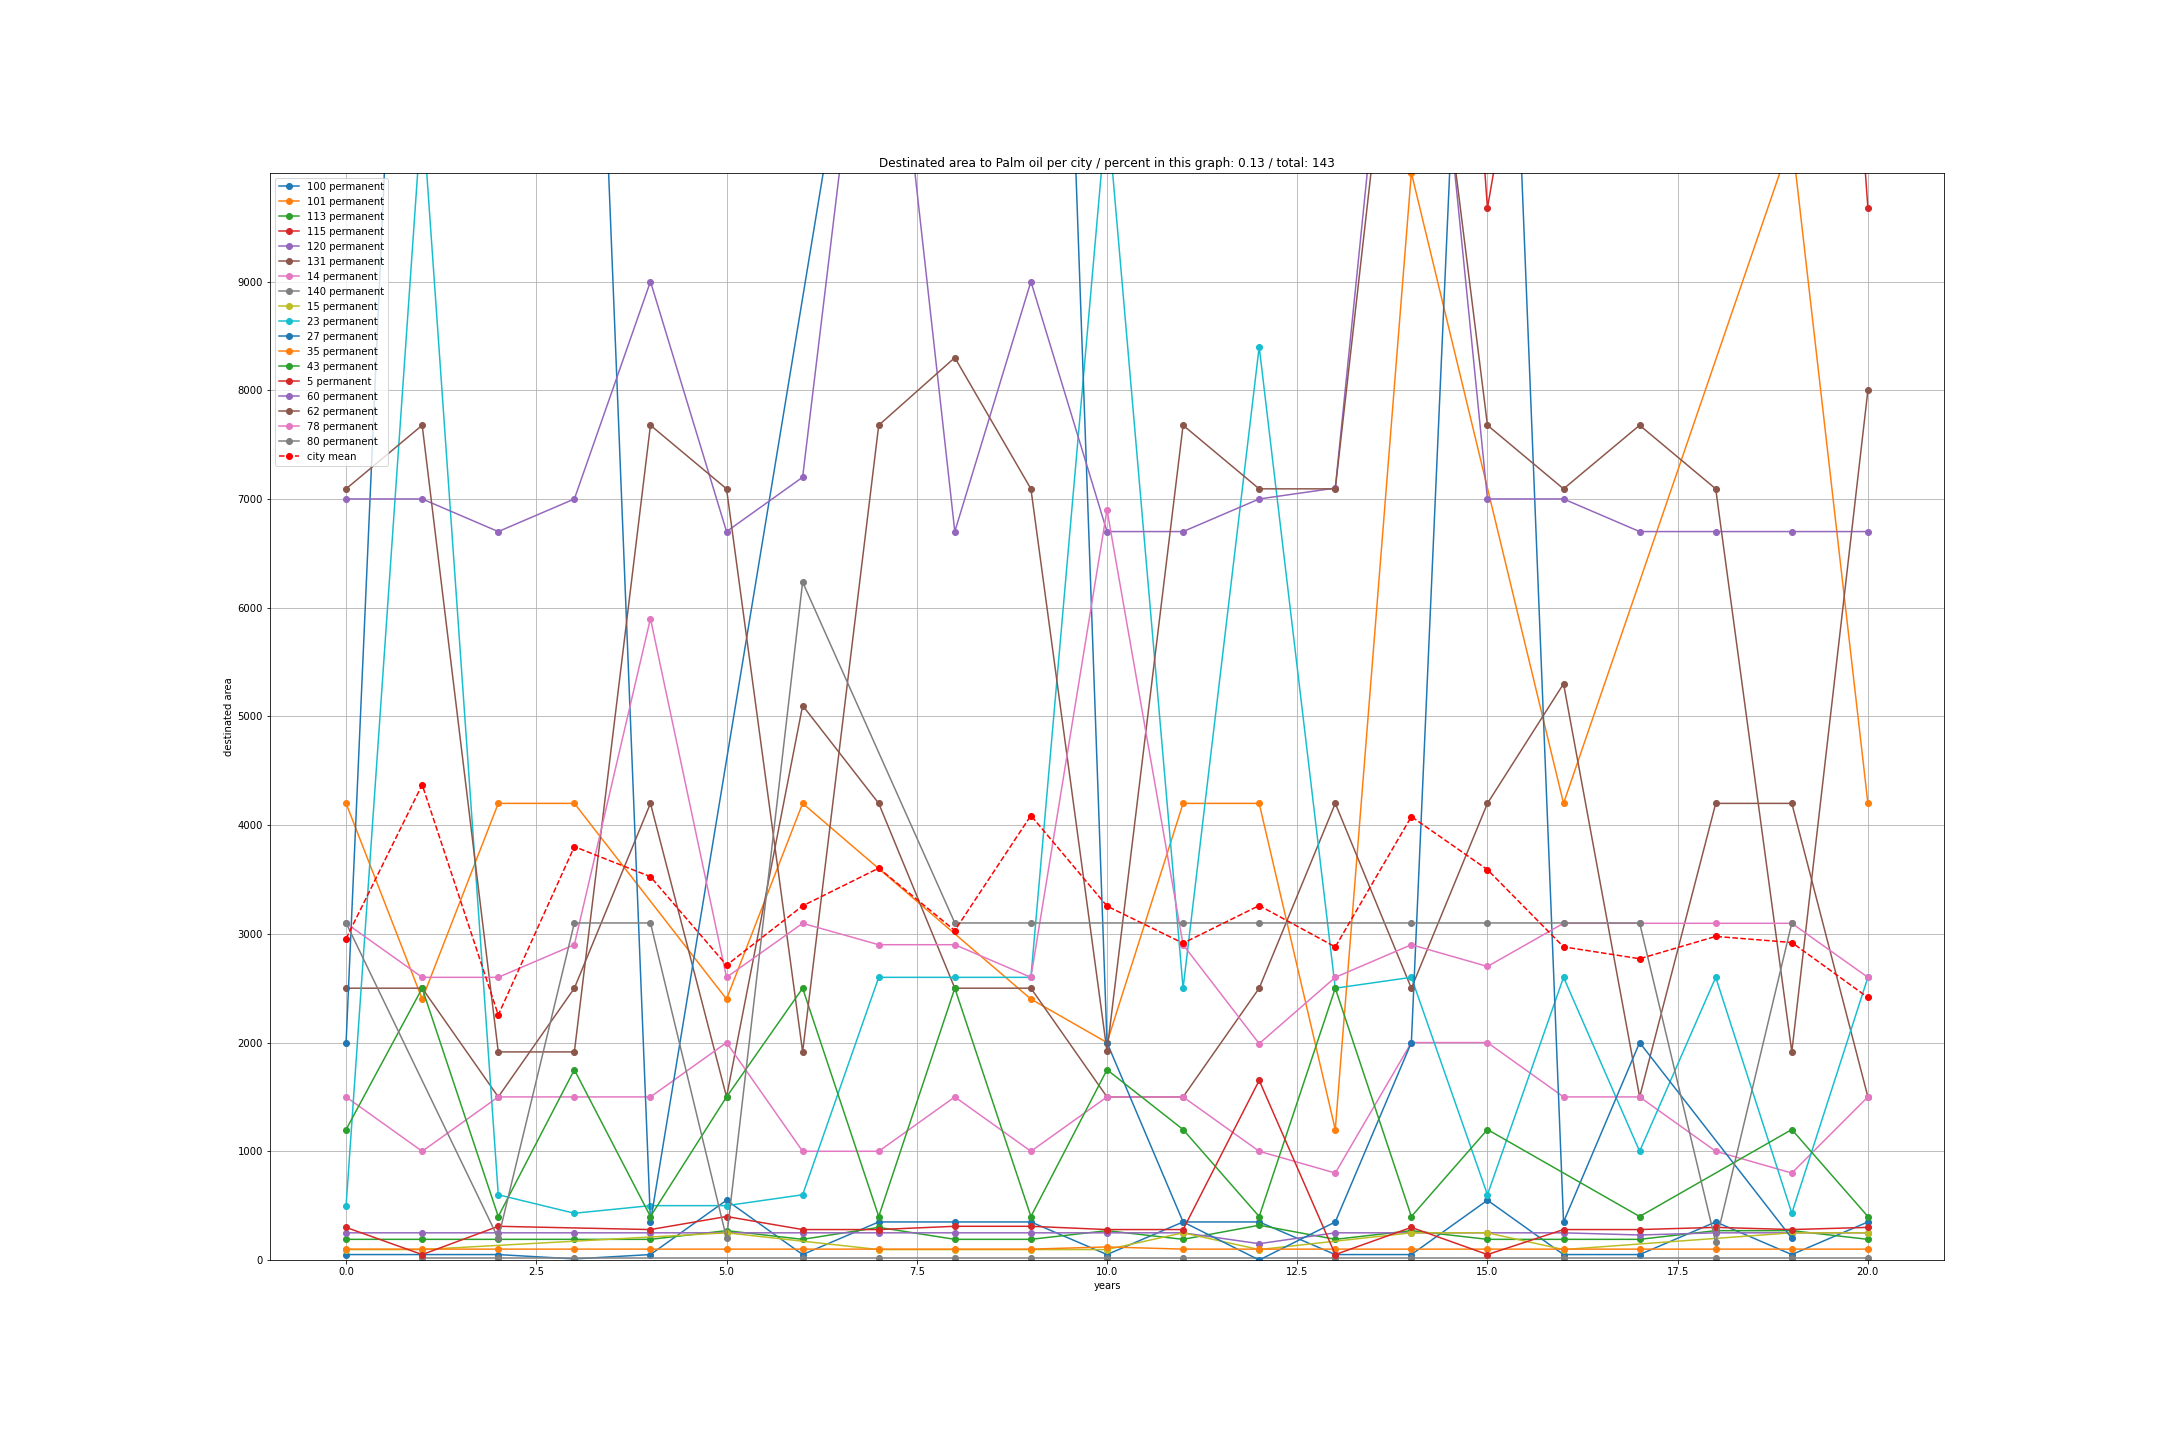 Destinated area to Palm oil per city / percent in this graph: 0.13 / total: 143
100 permanent
101 permanent
113 permanent
115 permanent
120 permanent
131 permanent
14 permanent
140 permanent
15 permanent
23 permanent
27 permanent
35 permanent
43 permanent
5 permanent
60 permanent
62 permanent
78 permanent
80 permanent
city mean
9000
8000
7000
6000
5000
4000
3000
2000
1000
0
destinated area
0.0
2.5
5.0
7.5
10.0
12.5
15.0
17.5
20.0
years